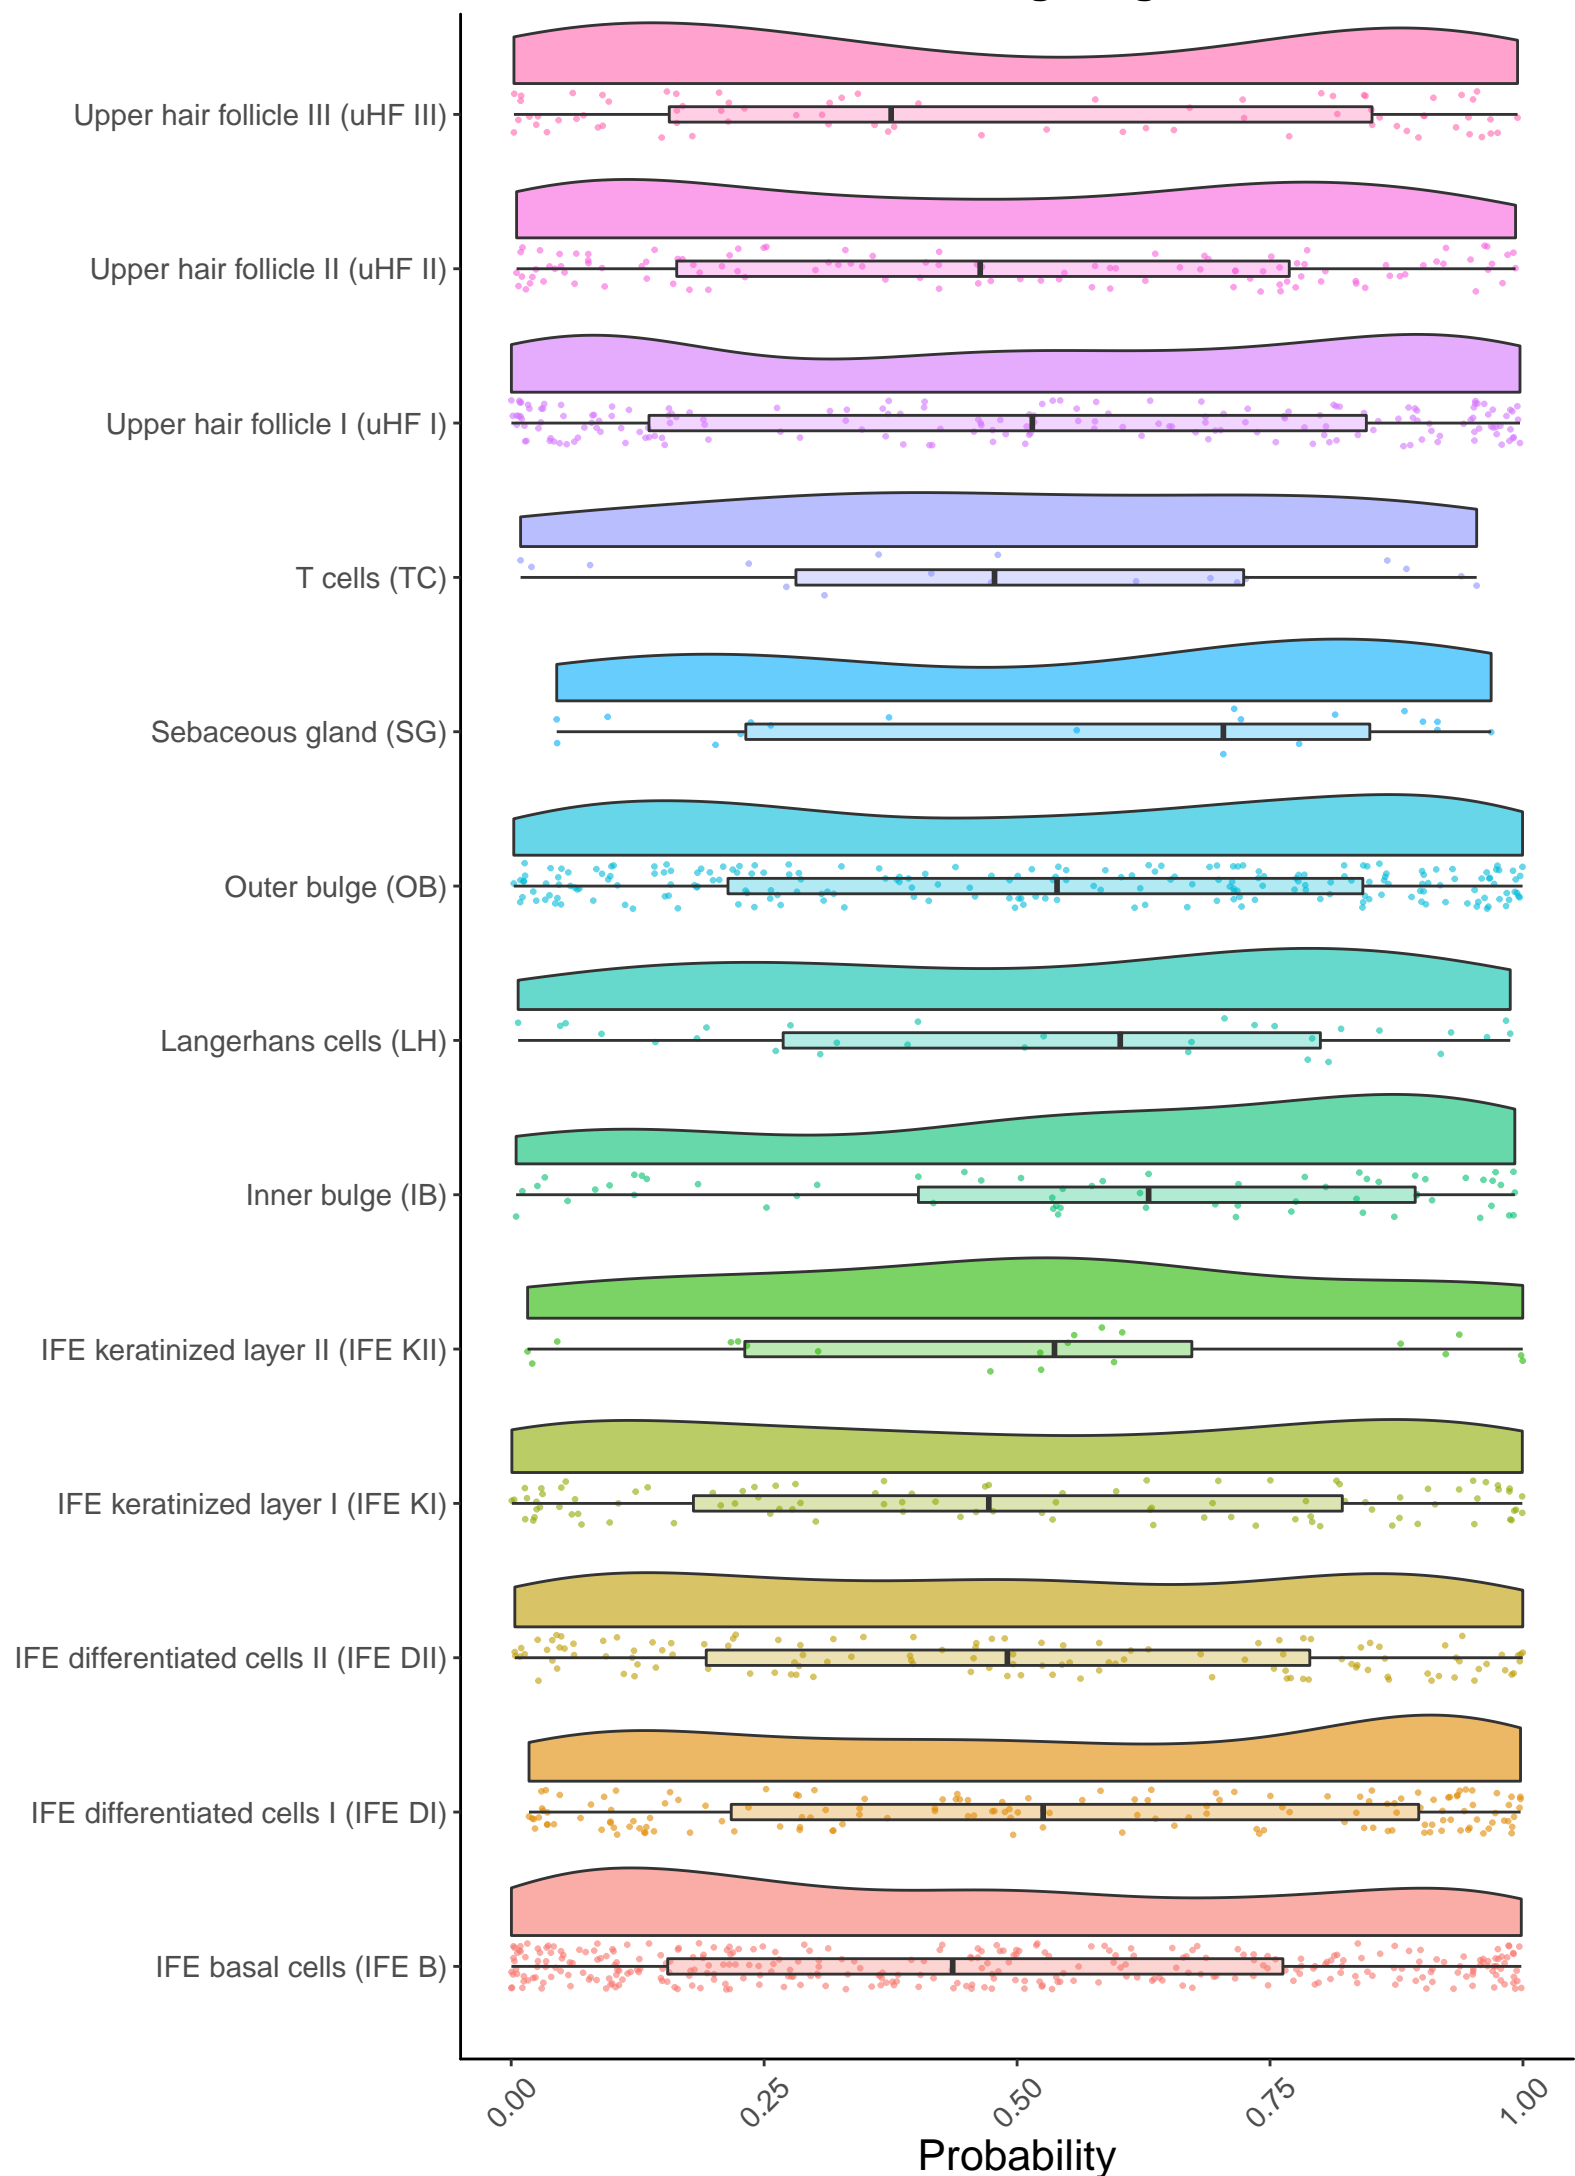 Upper hair follicle III (uHF III)
Upper hair follicle II (uHF II)
Upper hair follicle I (uHF I)
T cells (TC)
Sebaceous gland (SG)
Outer bulge (OB)
Langerhans cells (LH)
Inner bulge (IB)
IFE keratinized layer II (IFE KII)
IFE keratinized layer I (IFE KI)
IFE differentiated cells II (IFE DII)
IFE differentiated cells I (IFE DI)
IFE basal cells (IFE B)
0.00 0.25 0.50 0.75 1.00
Probability